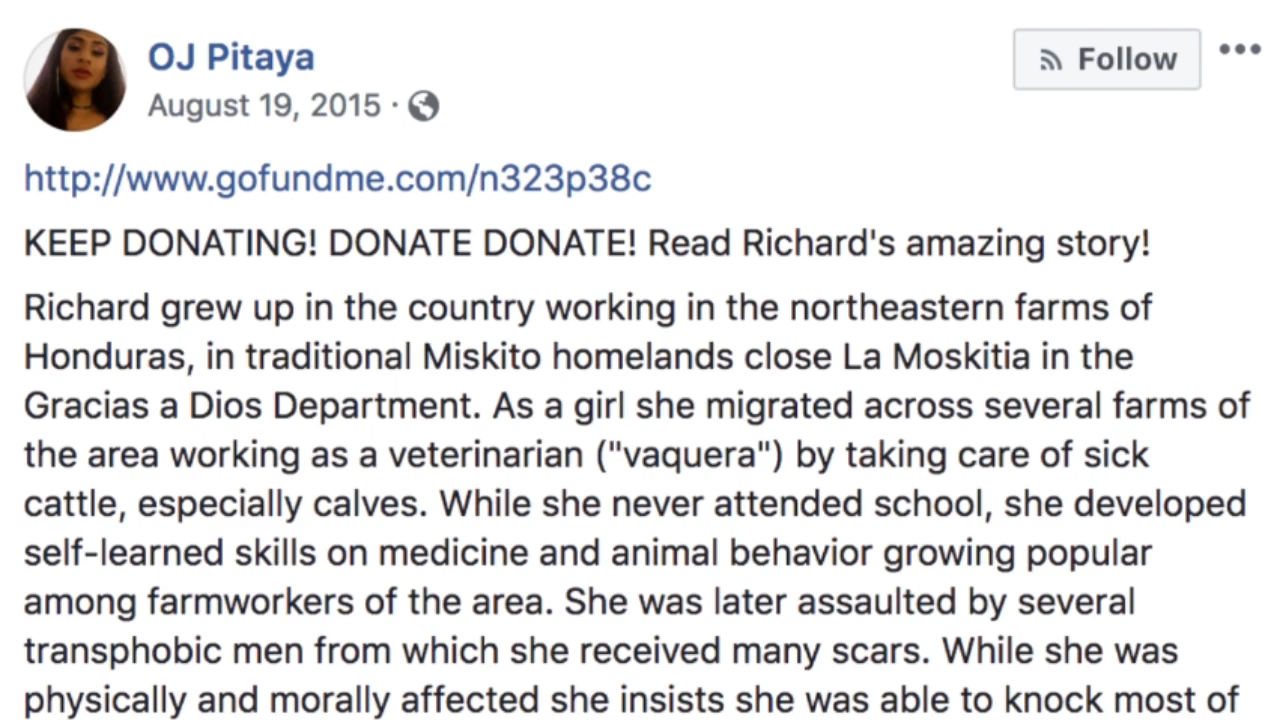 OJ Pitaya
Follow
August 19, 2015 ·
http://www.gofundme.com/n323p38c
KEEP DONATING! DONATE DONATE! Read Richard's amazing story!
Richard grew up in the country working in the northeastern farms of
Honduras, in traditional Miskito homelands close La Moskitia in the
Gracias a Dios Department. As a girl she migrated across several farms of
the area working as a veterinarian ("vaquera") by taking care of sick
cattle, especially calves. While she never attended school, she developed
self-learned skills on medicine and animal behavior growing popular
among farmworkers of the area. She was later assaulted by several
transphobic men from which she received many scars. While she was
physically and morally affected she insists she was able to knock most of